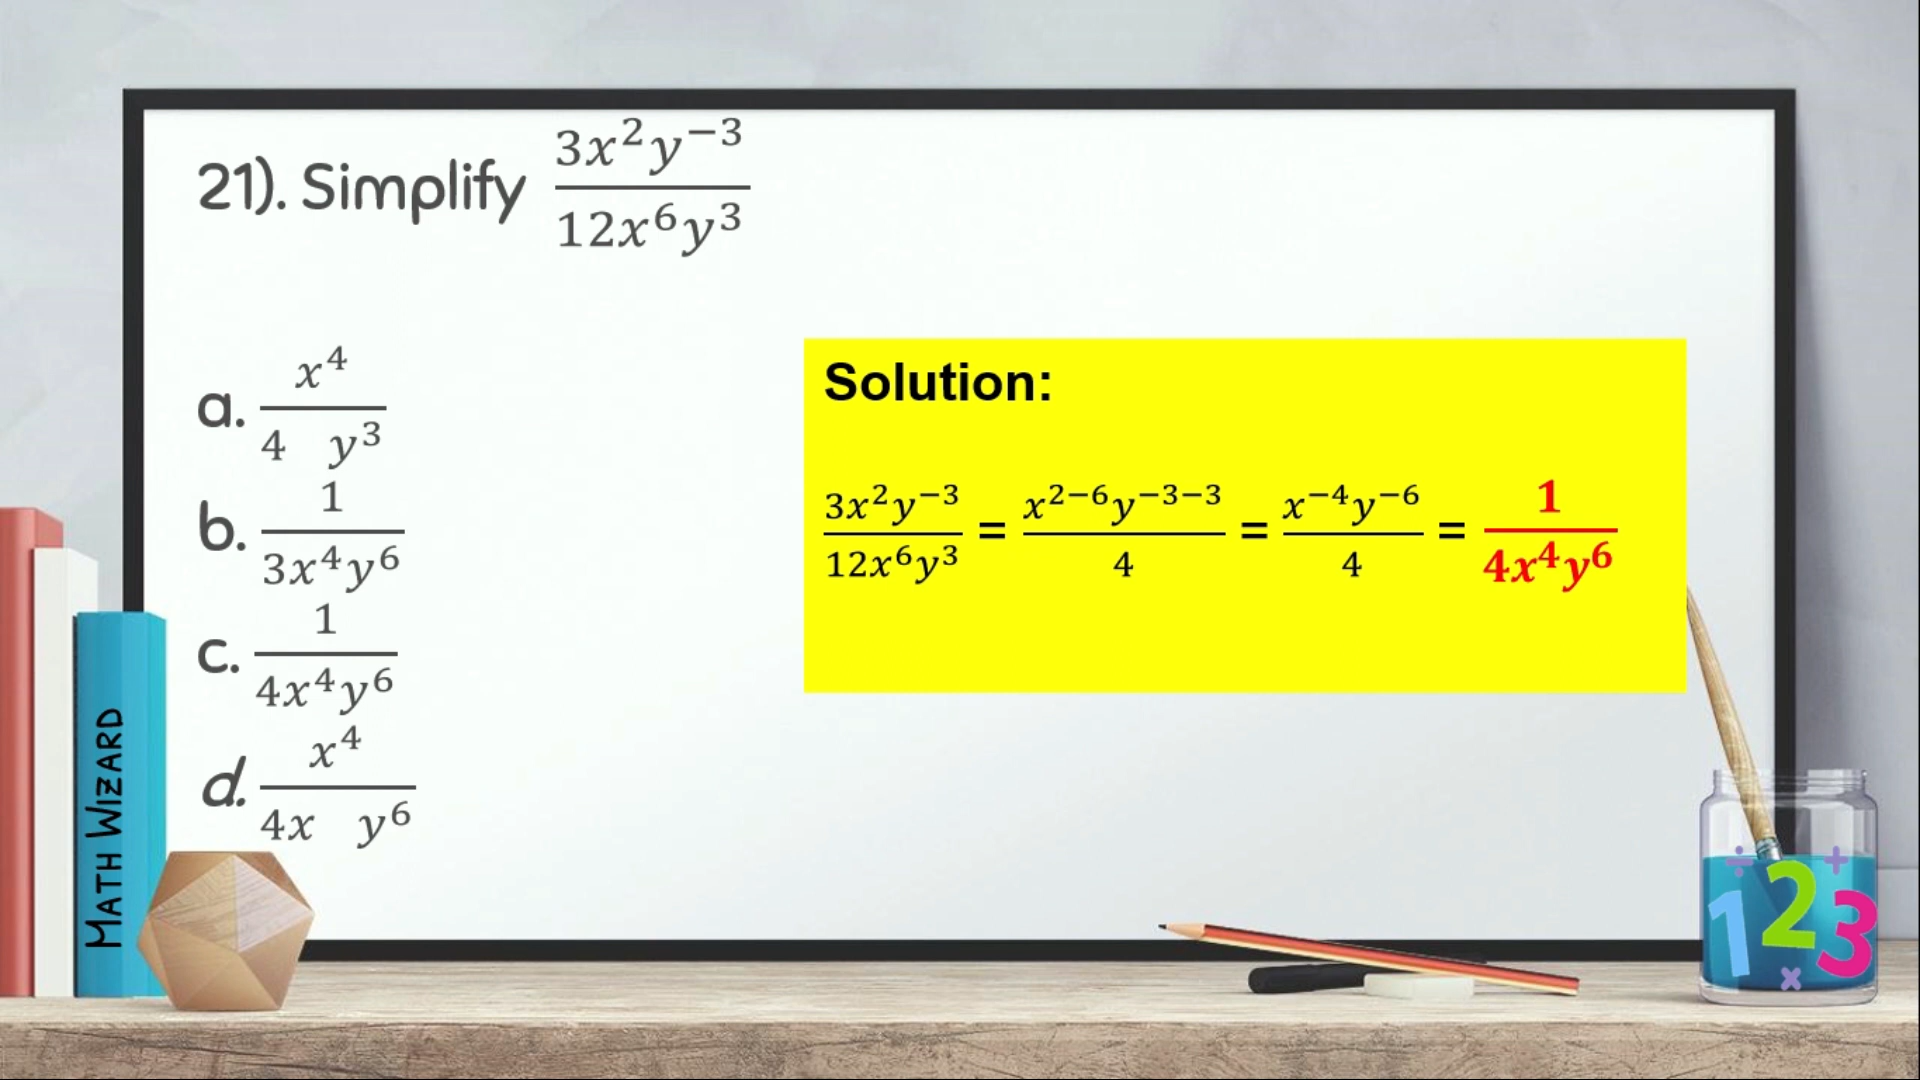 21). Simplify 3x²y⁻³/12x⁶y³
a. x⁴/4 y³
b. 1/3x⁴y⁶
c. 1/4x⁴y⁶
d. x⁴/4x y⁶
Solution:
3x²y⁻³/12x⁶y³ = x²⁻⁶y⁻³⁻³/4 = x⁻⁴y⁻⁶/4 = 1/4x⁴y⁶
MATH WIZARD
÷ +
123
×